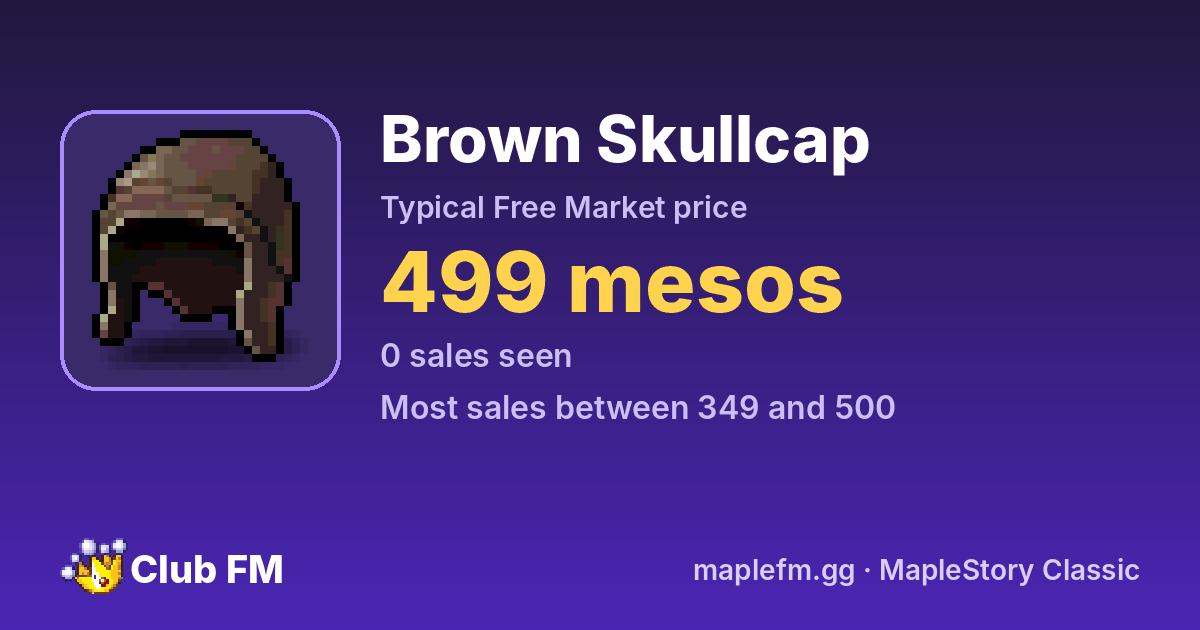 Brown Skullcap
Typical Free Market price
499 mesos
0 sales seen
Most sales between 349 and 500
Club FM
maplefm.gg · MapleStory Classic